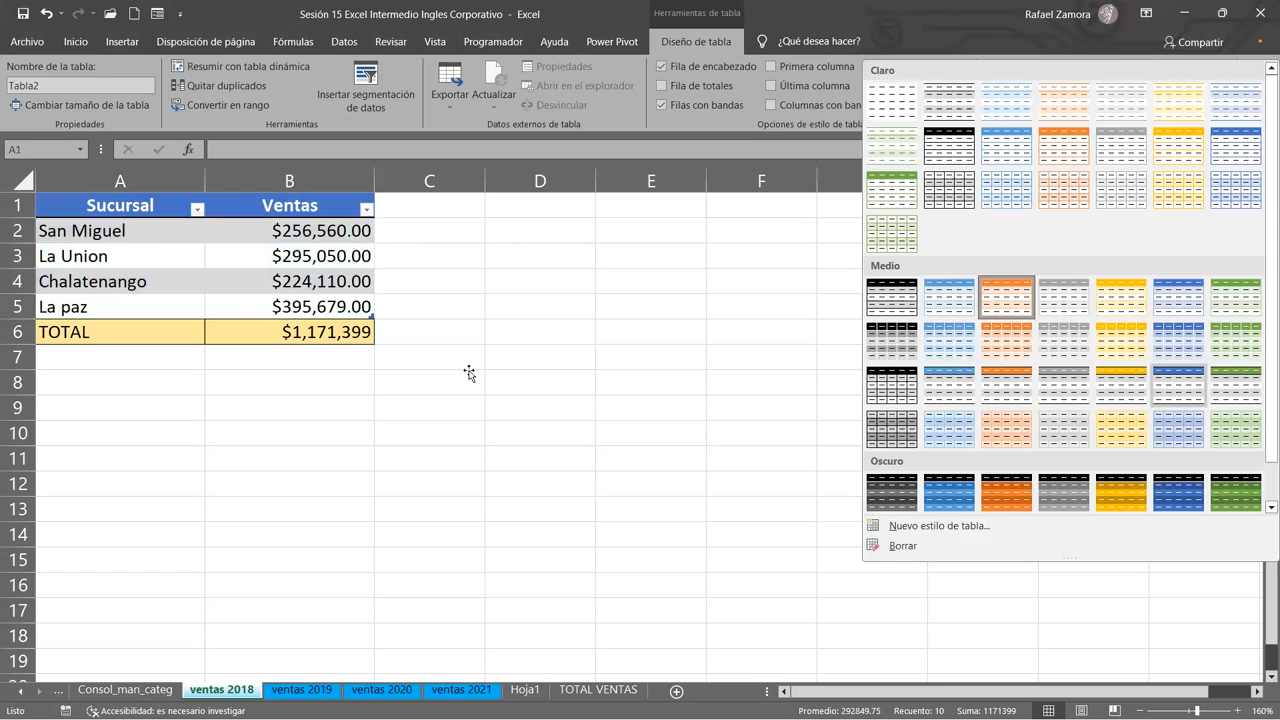 Sesión 15 Excel Intermedio Ingles Corporativo - Excel
Herramientas de tabla
Rafael Zamora
Archivo Inicio Insertar Disposición de página Fórmulas Datos Revisar Vista Programador Ayuda Power Pivot Diseño de tabla ¿Qué desea hacer? Compartir
Nombre de la tabla:
Tabla2
Cambiar tamaño de la tabla
Propiedades
Resumir con tabla dinámica
Quitar duplicados
Convertir en rango
Insertar segmentación
de datos
Herramientas
Exportar Actualizar
Propiedades
Abrir en el explorador
Desvincular
Datos externos de tabla
Fila de encabezado
Fila de totales
Filas con bandas
Primera columna
Última columna
Columnas con ban
Opciones de estilo de tabla
Claro
Medio
Oscuro
Nuevo estilo de tabla...
Borrar
A1
fx
A B C D E F
1 Sucursal Ventas
2 San Miguel $256,560.00
3 La Union $295,050.00
4 Chalatenango $224,110.00
5 La paz $395,679.00
6 TOTAL $1,171,399
7
8
9
10
11
12
13
14
15
16
17
18
19
... Consol_man_categ ventas 2018 ventas 2019 ventas 2020 ventas 2021 Hoja1 TOTAL VENTAS
Listo Accesibilidad: es necesario investigar Promedio: 292849.75 Recuento: 10 Suma: 1171399 160%